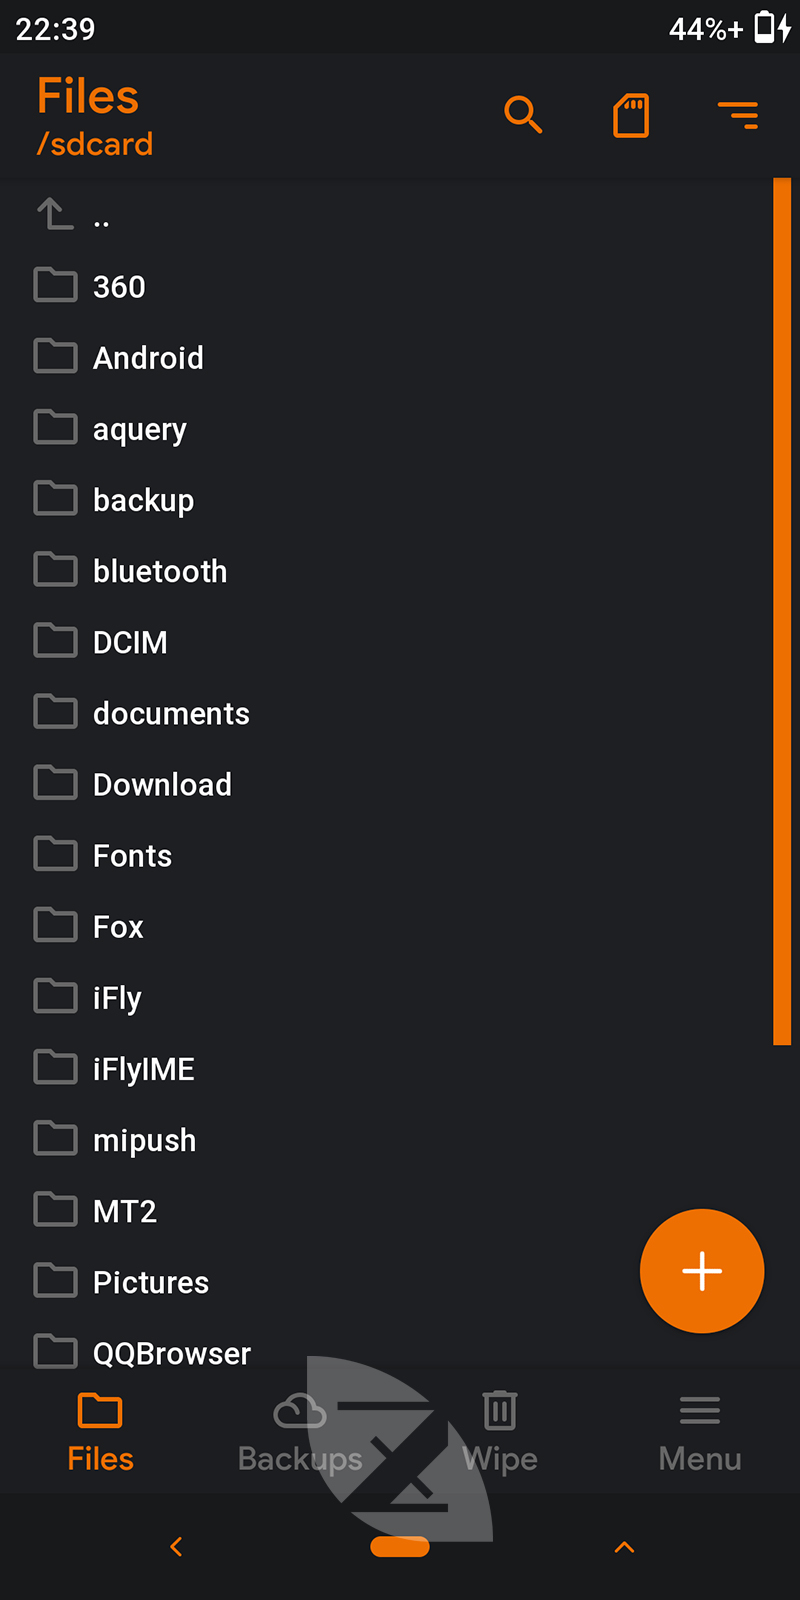 22:39
44%+
Files
/sdcard
..
360
Android
aquery
backup
bluetooth
DCIM
documents
Download
Fonts
Fox
iFly
iFlyIME
mipush
MT2
Pictures
QQBrowser
Files
Backups
Wipe
Menu